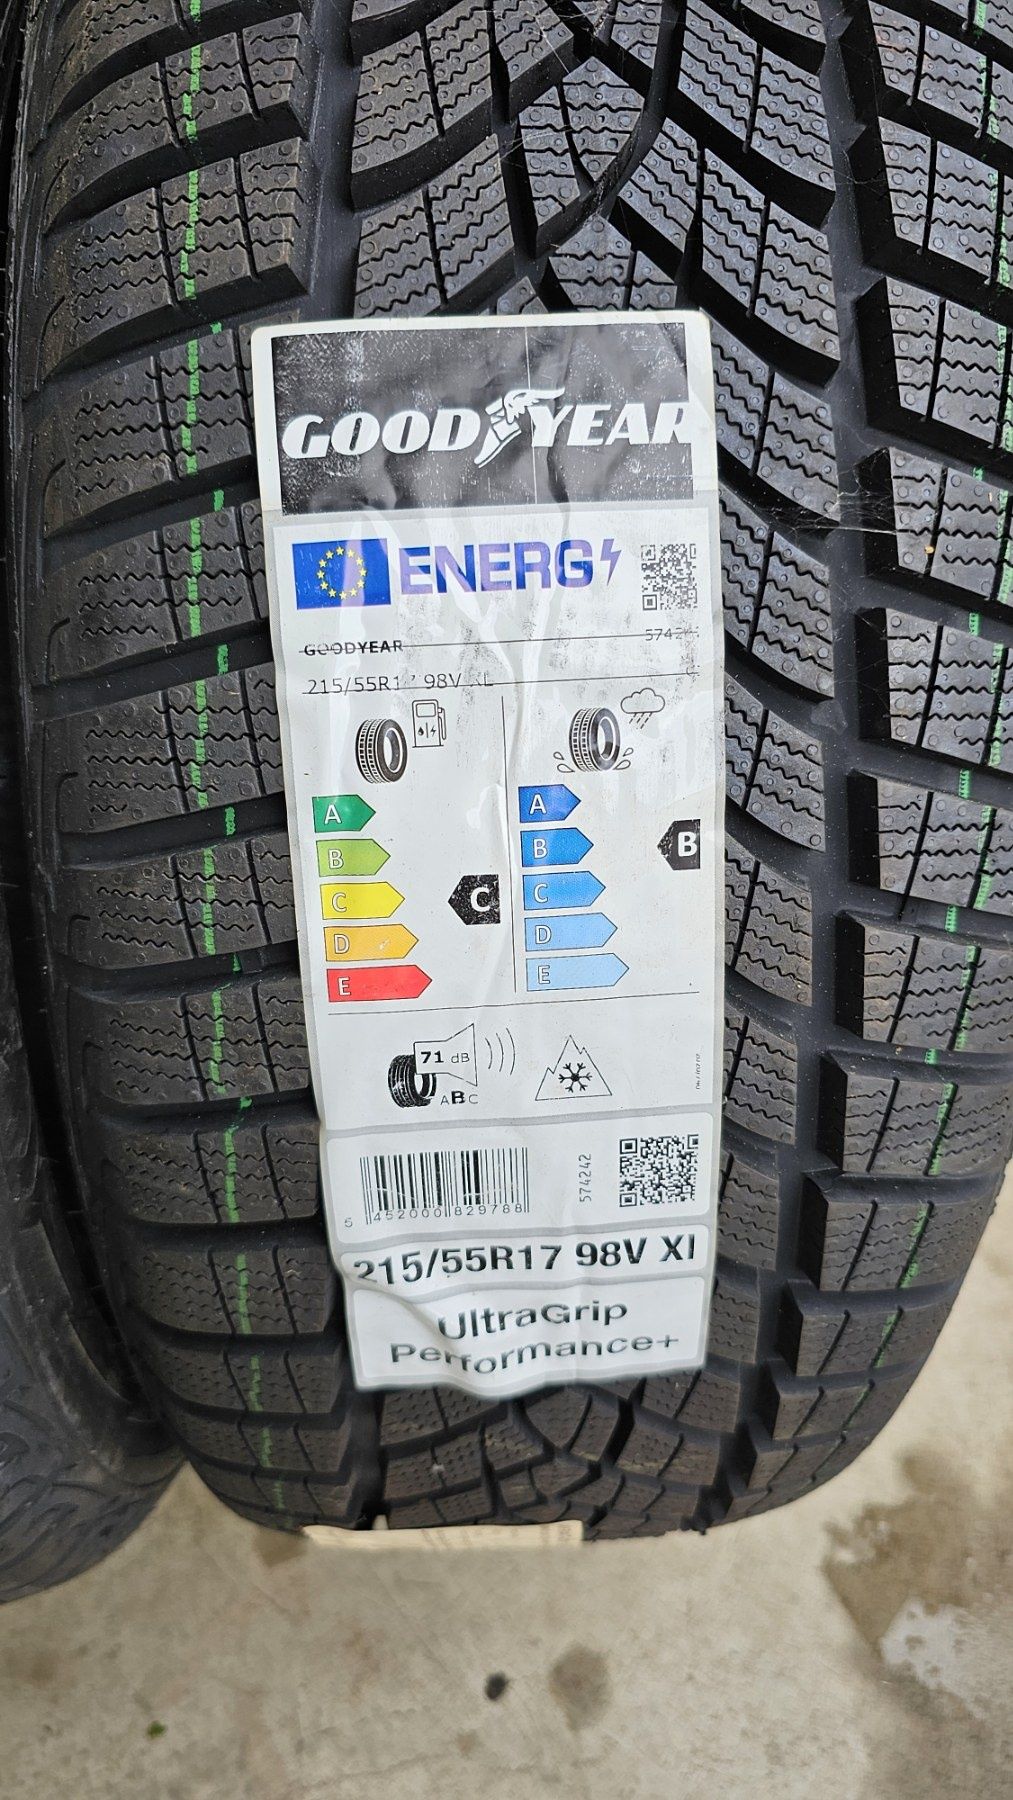 GOODYEAR
ENERG
GOODYEAR
215/55R17 98V XL
A A
B B B
C C C
D D
E E
71 dB
ABC
574242
5 452000 829788
215/55R17 98V Xl
UltraGrip
Performance+